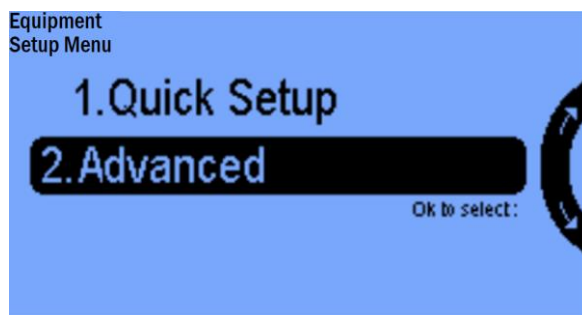 Equipment
Setup Menu
1.Quick Setup
2.Advanced
Ok to select: